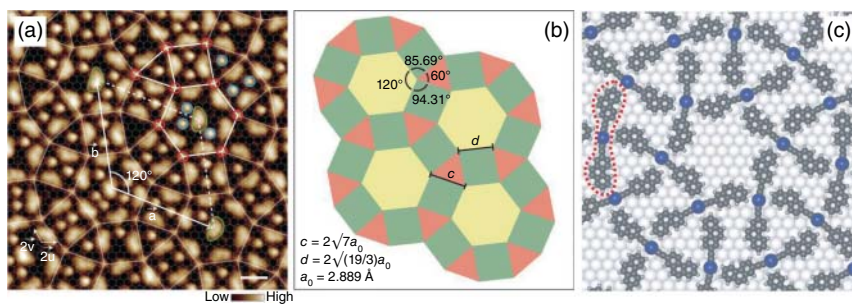 (a)
120°
b
a
2v
2u
Low High
(b)
85.69°
120° 60°
94.31°
d
c
c = 2√7a₀
d = 2√(19/3)a₀
a₀ = 2.889 Å
(c)